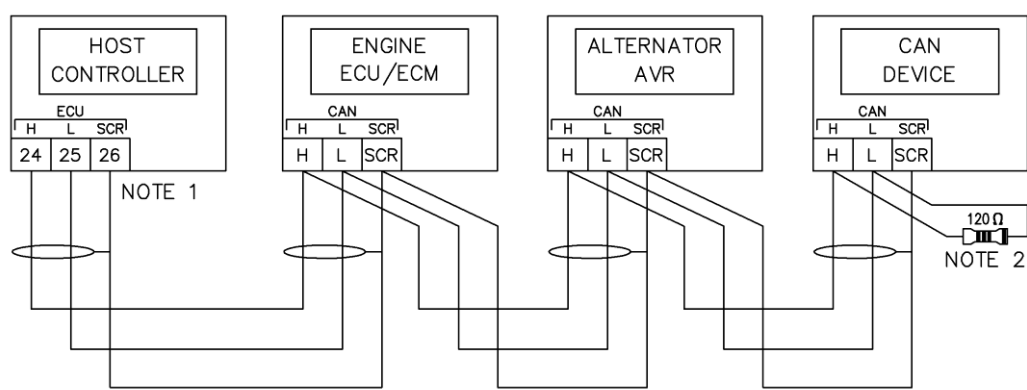 HOST
CONTROLLER
ENGINE
ECU/ECM
ALTERNATOR
AVR
CAN
DEVICE
ECU
H L SCR
24 25 26
CAN
H L SCR
H L SCR
CAN
H L SCR
H L SCR
CAN
H L SCR
H L SCR
NOTE 1
120Ω
NOTE 2